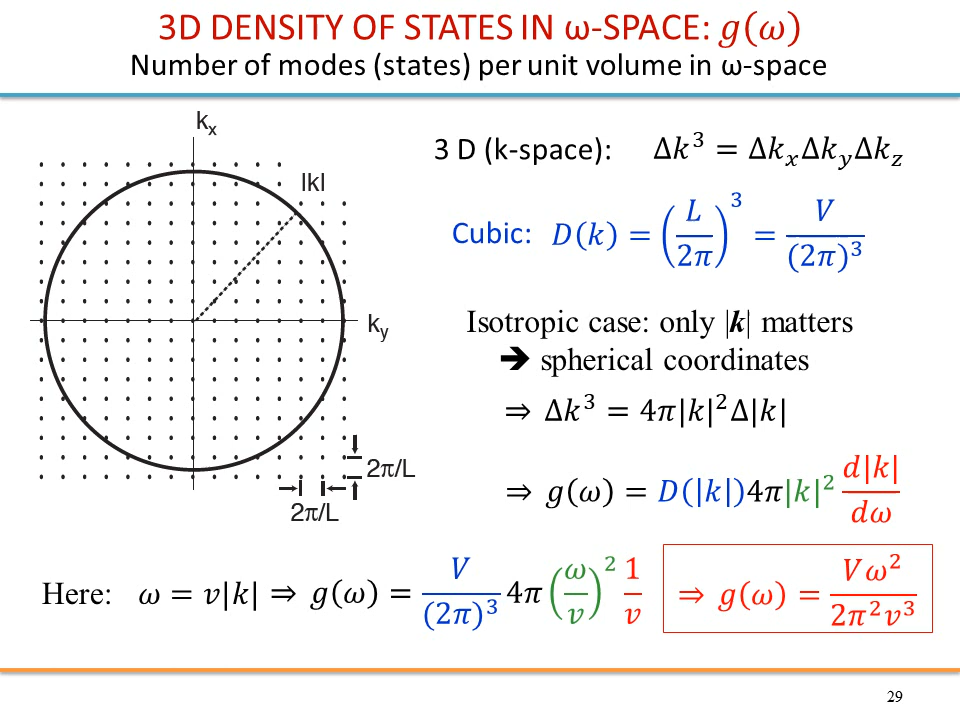 3D DENSITY OF STATES IN ω-SPACE: 𝑔(𝜔)
Number of modes (states) per unit volume in ω-space
kₓ
|k|
k_y
2π/L
2π/L
3 D (k-space): Δ𝑘³ = Δ𝑘ₓΔ𝑘_𝑦Δ𝑘_𝑧
Cubic: 𝐷(𝑘) = (𝐿/2𝜋)³ = 𝑉/(2𝜋)³
Isotropic case: only |𝒌| matters
➔ spherical coordinates
⇒ Δ𝑘³ = 4𝜋|𝑘|²Δ|𝑘|
⇒ 𝑔(𝜔) = 𝐷(|𝑘|)4𝜋|𝑘|² 𝑑|𝑘|/𝑑𝜔
Here: 𝜔 = 𝑣|𝑘| ⇒ 𝑔(𝜔) = 𝑉/(2𝜋)³ 4𝜋 (𝜔/𝑣)² 1/𝑣
⇒ 𝑔(𝜔) = 𝑉𝜔²/2𝜋²𝑣³
29